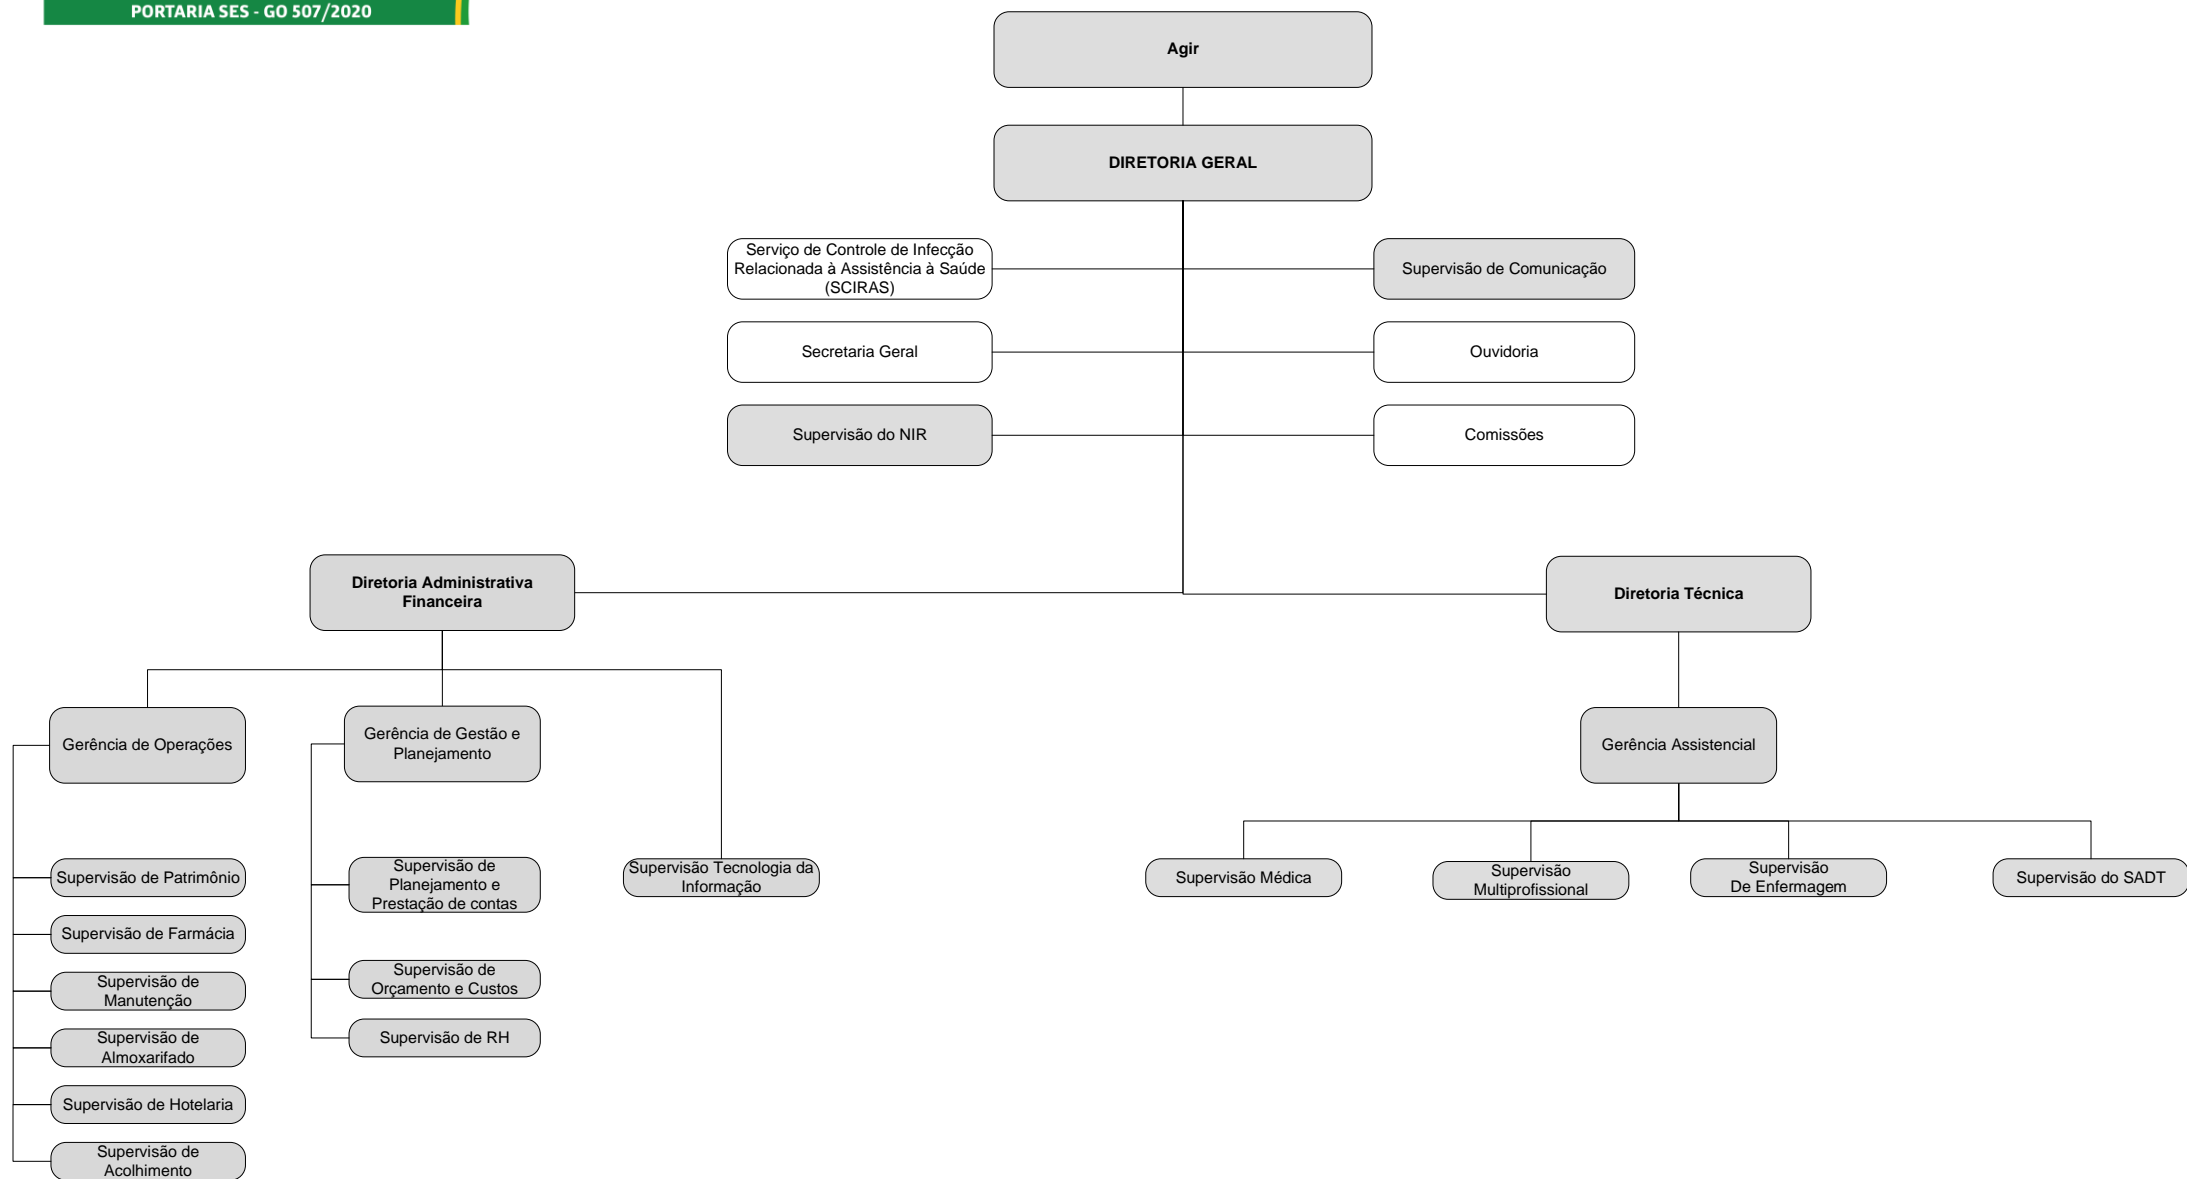 PORTARIA SES - GO 507/2020
Agir
DIRETORIA GERAL
Serviço de Controle de Infecção
Relacionada à Assistência à Saúde
(SCIRAS)
Supervisão de Comunicação
Secretaria Geral
Ouvidoria
Supervisão do NIR
Comissões
Diretoria Administrativa
Financeira
Diretoria Técnica
Gerência de Operações
Gerência de Gestão e
Planejamento
Gerência Assistencial
Supervisão de Patrimônio
Supervisão de Farmácia
Supervisão de
Manutenção
Supervisão de
Almoxarifado
Supervisão de Hotelaria
Supervisão de
Acolhimento
Supervisão de
Planejamento e
Prestação de contas
Supervisão de
Orçamento e Custos
Supervisão de RH
Supervisão Tecnologia da
Informação
Supervisão Médica
Supervisão
Multiprofissional
Supervisão
De Enfermagem
Supervisão do SADT